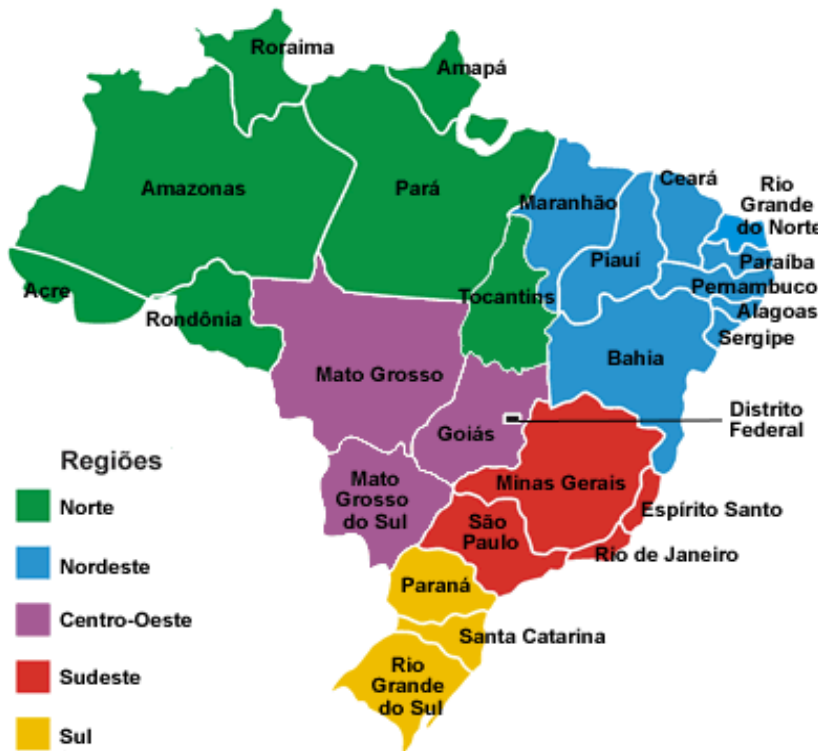 Roraima
Amapá
Amazonas
Pará
Maranhão
Ceará
Rio
Grande
do Norte
Piauí
Paraíba
Pernambuco
Acre
Rondônia
Tocantins
Alagoas
Sergipe
Bahia
Mato Grosso
Goiás
Distrito
Federal
Mato
Grosso
do Sul
Minas Gerais
Espírito Santo
São
Paulo
Rio de Janeiro
Paraná
Santa Catarina
Rio
Grande
do Sul
Regiões
Norte
Nordeste
Centro-Oeste
Sudeste
Sul